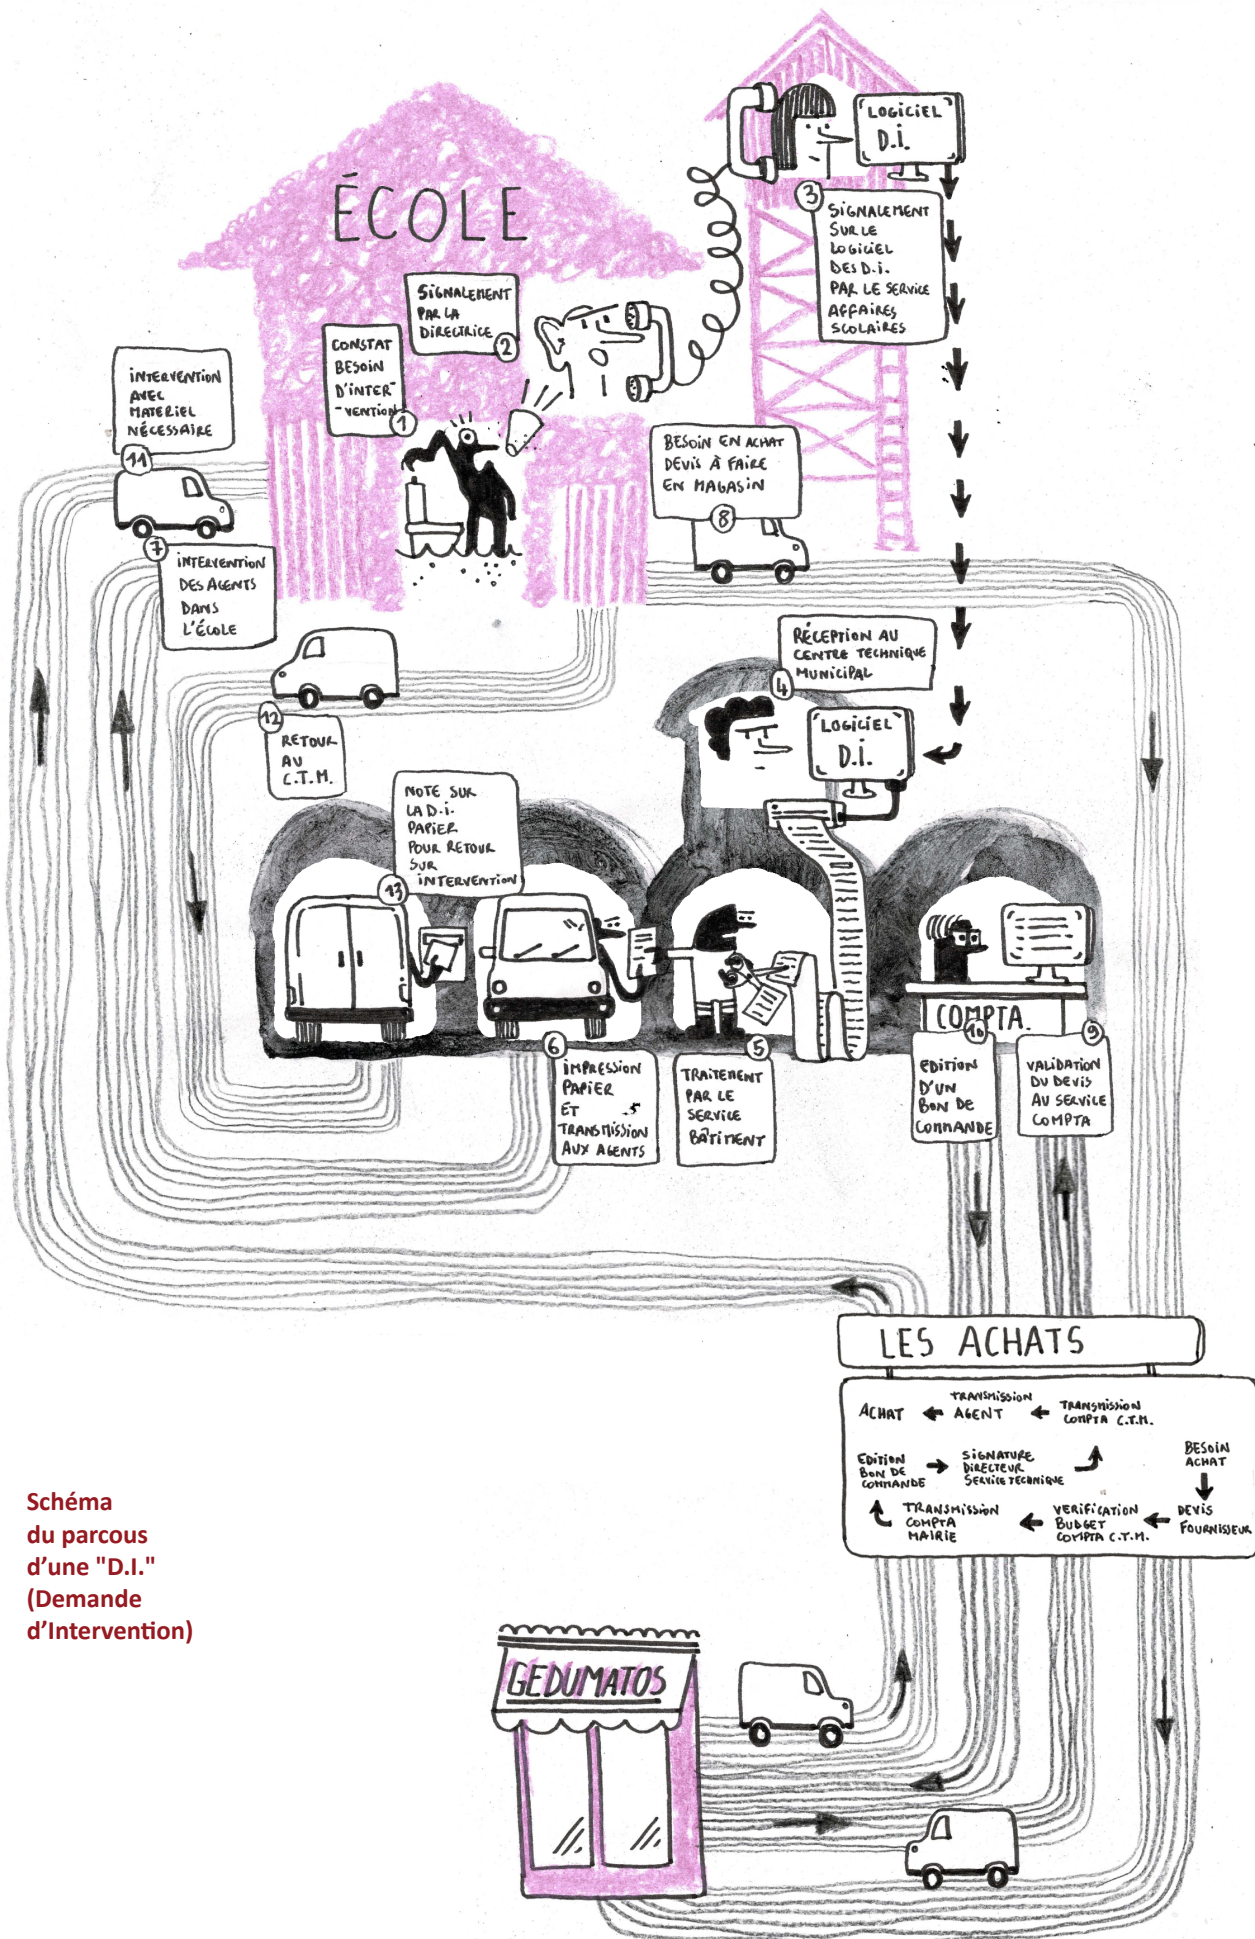 ÉCOLE
LOGICIEL
D.i.
3
SIGNALEMENT
SUR LE
LOGICIEL
DES D.i.
PAR LE SERVICE
AFFAIRES
SCOLAIRES
SIGNALEMENT
PAR LA
DIRECTRICE
2
CONSTAT
BESOIN
D'INTER-
-VENTION
1
INTERVENTION
AVEC
MATERIEL
NÉCESSAIRE
11
BESOIN EN ACHAT
DEVIS À FAIRE
EN MAGASIN
8
7
INTERVENTION
DES AGENTS
DANS
L'ÉCOLE
RÉCEPTION AU
CENTRE TECHNIQUE
MUNICIPAL
4
LOGICIEL
D.i.
12
RETOUR
AU
C.T.M.
NOTE SUR
LA D.i.
PAPIER
POUR RETOUR
SUR
INTERVENTION
13
COMPTA.
6
IMPRESSION
PAPIER
ET
TRANSMISSION
AUX AGENTS
5
TRAITEMENT
PAR LE
SERVICE
BÂTIMENT
10
EDITION
D'UN
BON DE
COMMANDE
9
VALIDATION
DU DEVIS
AU SERVICE
COMPTA
LES ACHATS
ACHAT
TRANSMISSION
AGENT
TRANSMISSION
COMPTA C.T.M.
EDITION
BON DE
COMMANDE
SIGNATURE
DIRECTEUR
SERVICE TECHNIQUE
BESOIN
ACHAT
TRANSMISSION
COMPTA
MAIRIE
VERIFICATION
BUDGET
COMPTA C.T.M.
DEVIS
FOURNISSEUR
Schéma
du parcous
d'une "D.I."
(Demande
d'Intervention)
GEDUMATOS